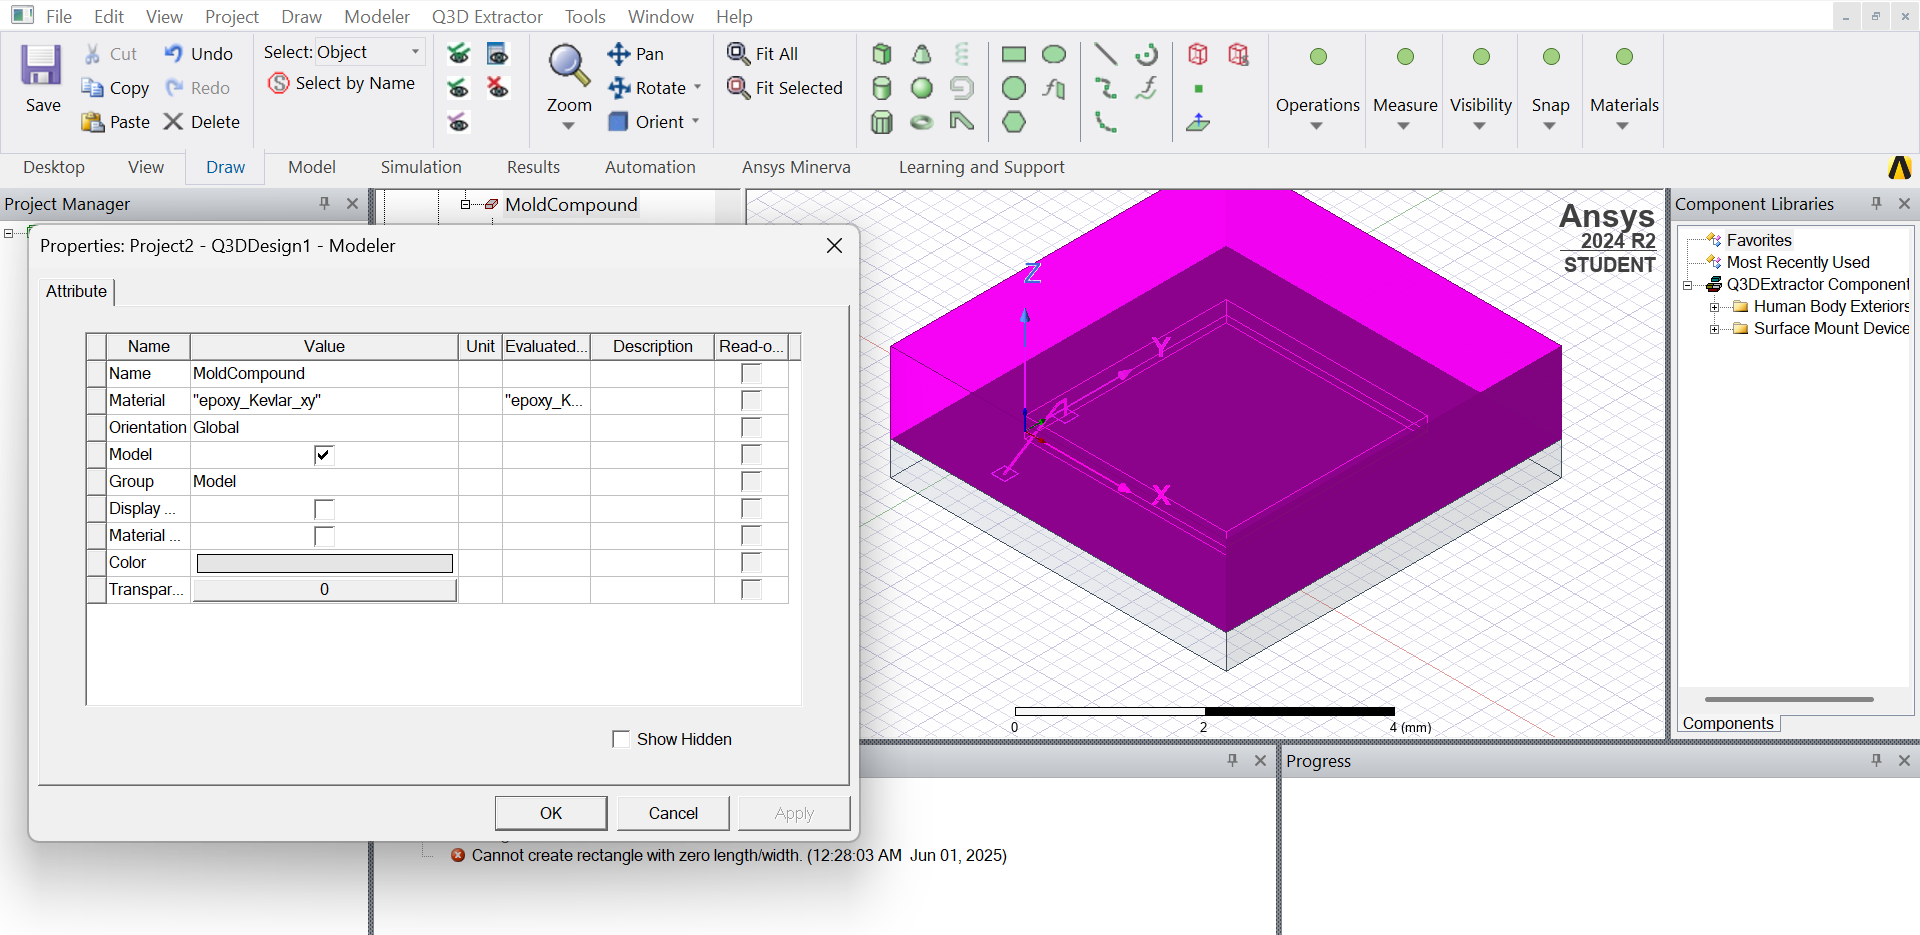 File Edit View Project Draw Modeler Q3D Extractor Tools Window Help
Save
Cut
Copy
Paste
Undo
Redo
Delete
Select: Object
Select by Name
Zoom
Pan
Rotate
Orient
Fit All
Fit Selected
Operations
Measure
Visibility
Snap
Materials
Desktop View Draw Model Simulation Results Automation Ansys Minerva Learning and Support
Project Manager
MoldCompound
Properties: Project2 - Q3DDesign1 - Modeler
Attribute
Name Value Unit Evaluated... Description Read-o...
Name MoldCompound
Material "epoxy_Kevlar_xy" "epoxy_K...
Orientation Global
Model
Group Model
Display ...
Material ...
Color
Transpar... 0
Show Hidden
OK Cancel Apply
Z
Y
X
Ansys
2024 R2
STUDENT
0 2 4 (mm)
Component Libraries
Favorites
Most Recently Used
Q3DExtractor Component
Human Body Exteriors
Surface Mount Device
Components
Progress
Cannot create rectangle with zero length/width. (12:28:03 AM Jun 01, 2025)